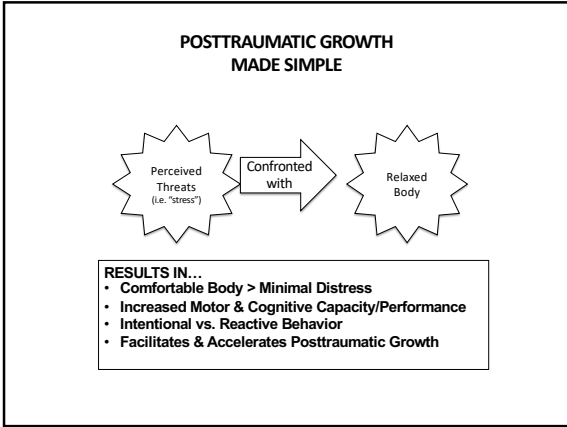 POSTTRAUMATIC GROWTH
MADE SIMPLE
Perceived
Threats
(i.e. "stress")
Confronted
with
Relaxed
Body
RESULTS IN…
• Comfortable Body > Minimal Distress
• Increased Motor & Cognitive Capacity/Performance
• Intentional vs. Reactive Behavior
• Facilitates & Accelerates Posttraumatic Growth